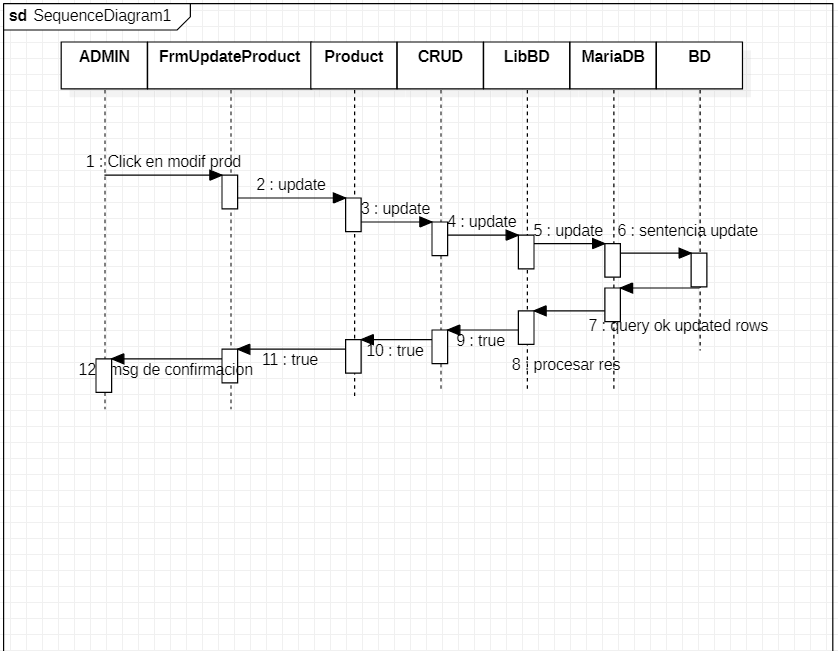 sd SequenceDiagram1
ADMIN
FrmUpdateProduct
Product
CRUD
LibBD
MariaDB
BD
1 : Click en modif prod
2 : update
3 : update
4 : update
5 : update
6 : sentencia update
7 : query ok updated rows
8 : procesar res
9 : true
10 : true
11 : true
12 : msg de confirmacion